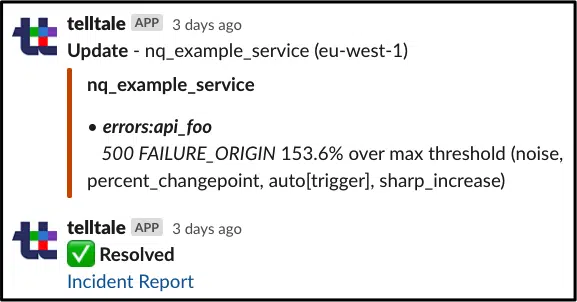 telltale APP 3 days ago
Update - nq_example_service (eu-west-1)
nq_example_service
• errors:api_foo
500 FAILURE_ORIGIN 153.6% over max threshold (noise,
percent_changepoint, auto[trigger], sharp_increase)
telltale APP 3 days ago
✅ Resolved
Incident Report